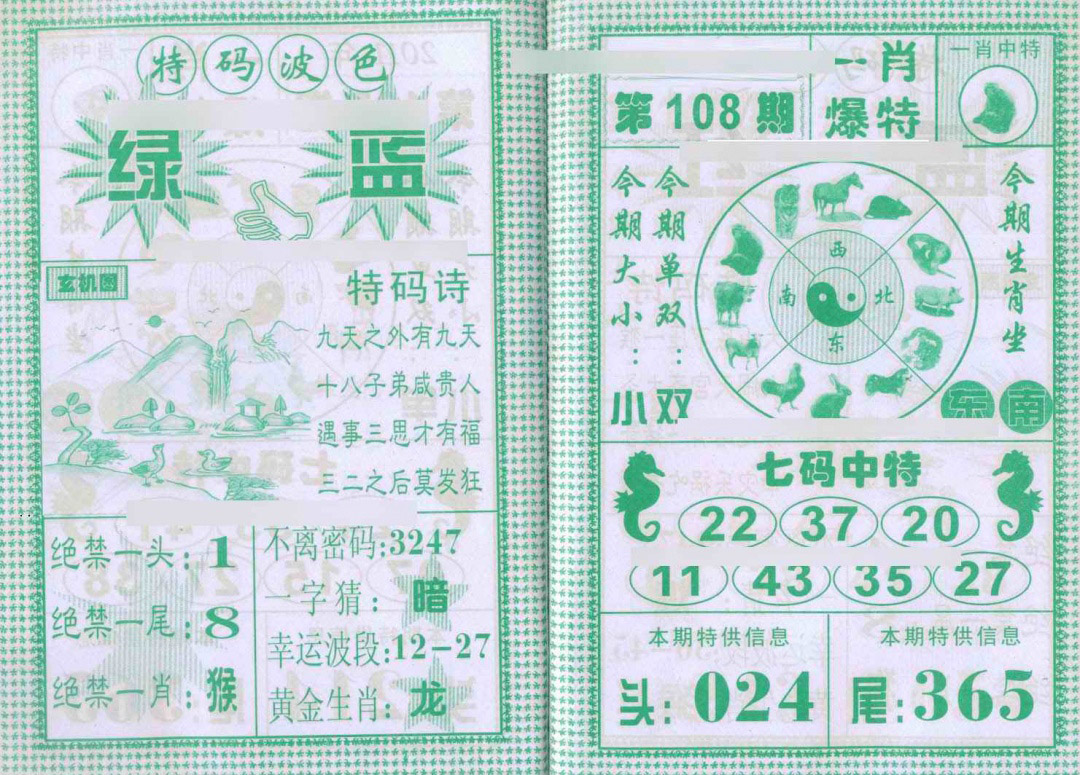 特码波色
绿 蓝
玄机图
特码诗
九天之外有九天
十八子弟咸贵人
遇事三思才有福
三二之后莫发狂
绝禁一头:1
绝禁一尾:8
绝禁一肖:猴
不离密码:3247
一字猜:暗
幸运波段:12-27
黄金生肖:龙
第108期
一肖
爆特
一肖中特
今期大小:小
今期单双:双
西
南
北
东
今期生肖坐
东南
七码中特
22 37 20
11 43 35 27
本期特供信息
头:024
本期特供信息
尾:365